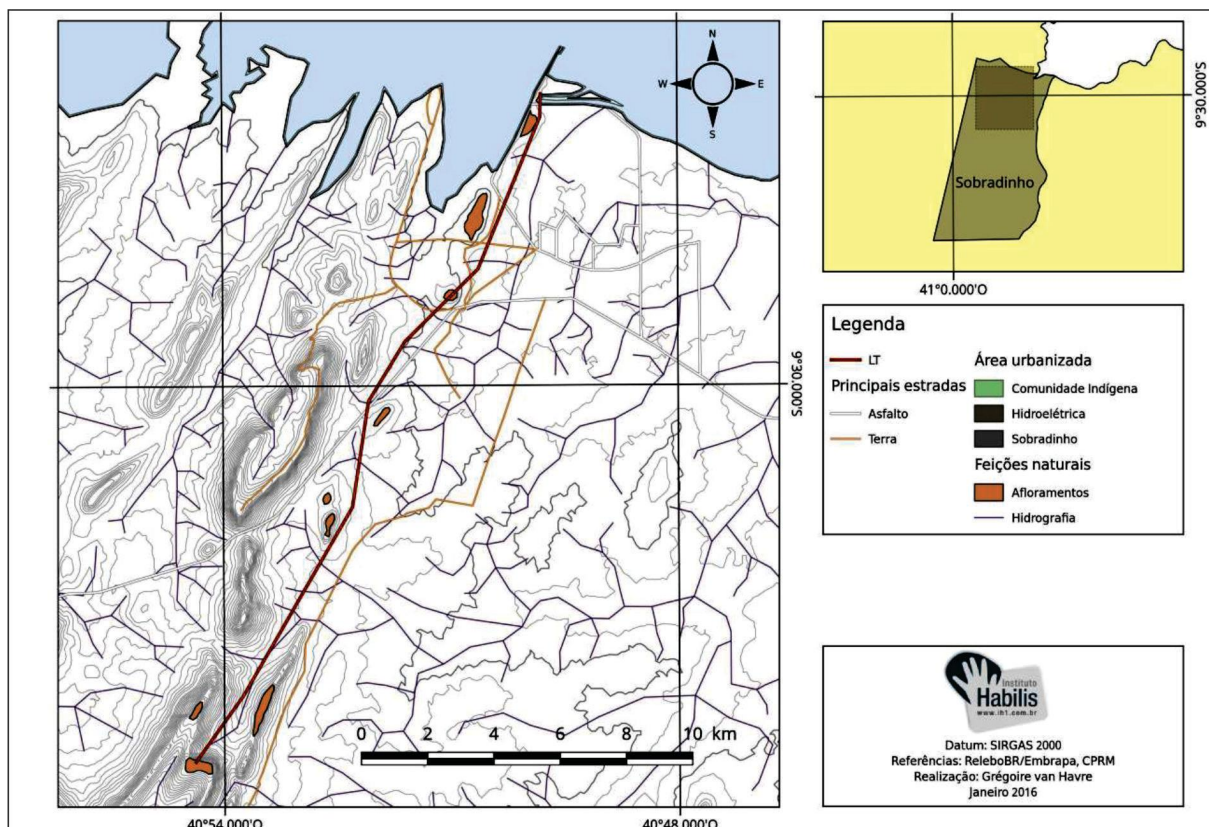 N
W
E
S
9°30.000'S
40°54.000'O
40°48.000'O
0 2 4 6 8 10 km
Sobradinho
9°30.000'S
41°0.000'O
Legenda
LT
Principais estradas
Asfalto
Terra
Área urbanizada
Comunidade Indígena
Hidroelétrica
Sobradinho
Feições naturais
Afloramentos
Hidrografia
Instituto
Habilis
www.ih1.com.br
Datum: SIRGAS 2000
Referências: ReleboBR/Embrapa, CPRM
Realização: Grégoire van Havre
Janeiro 2016